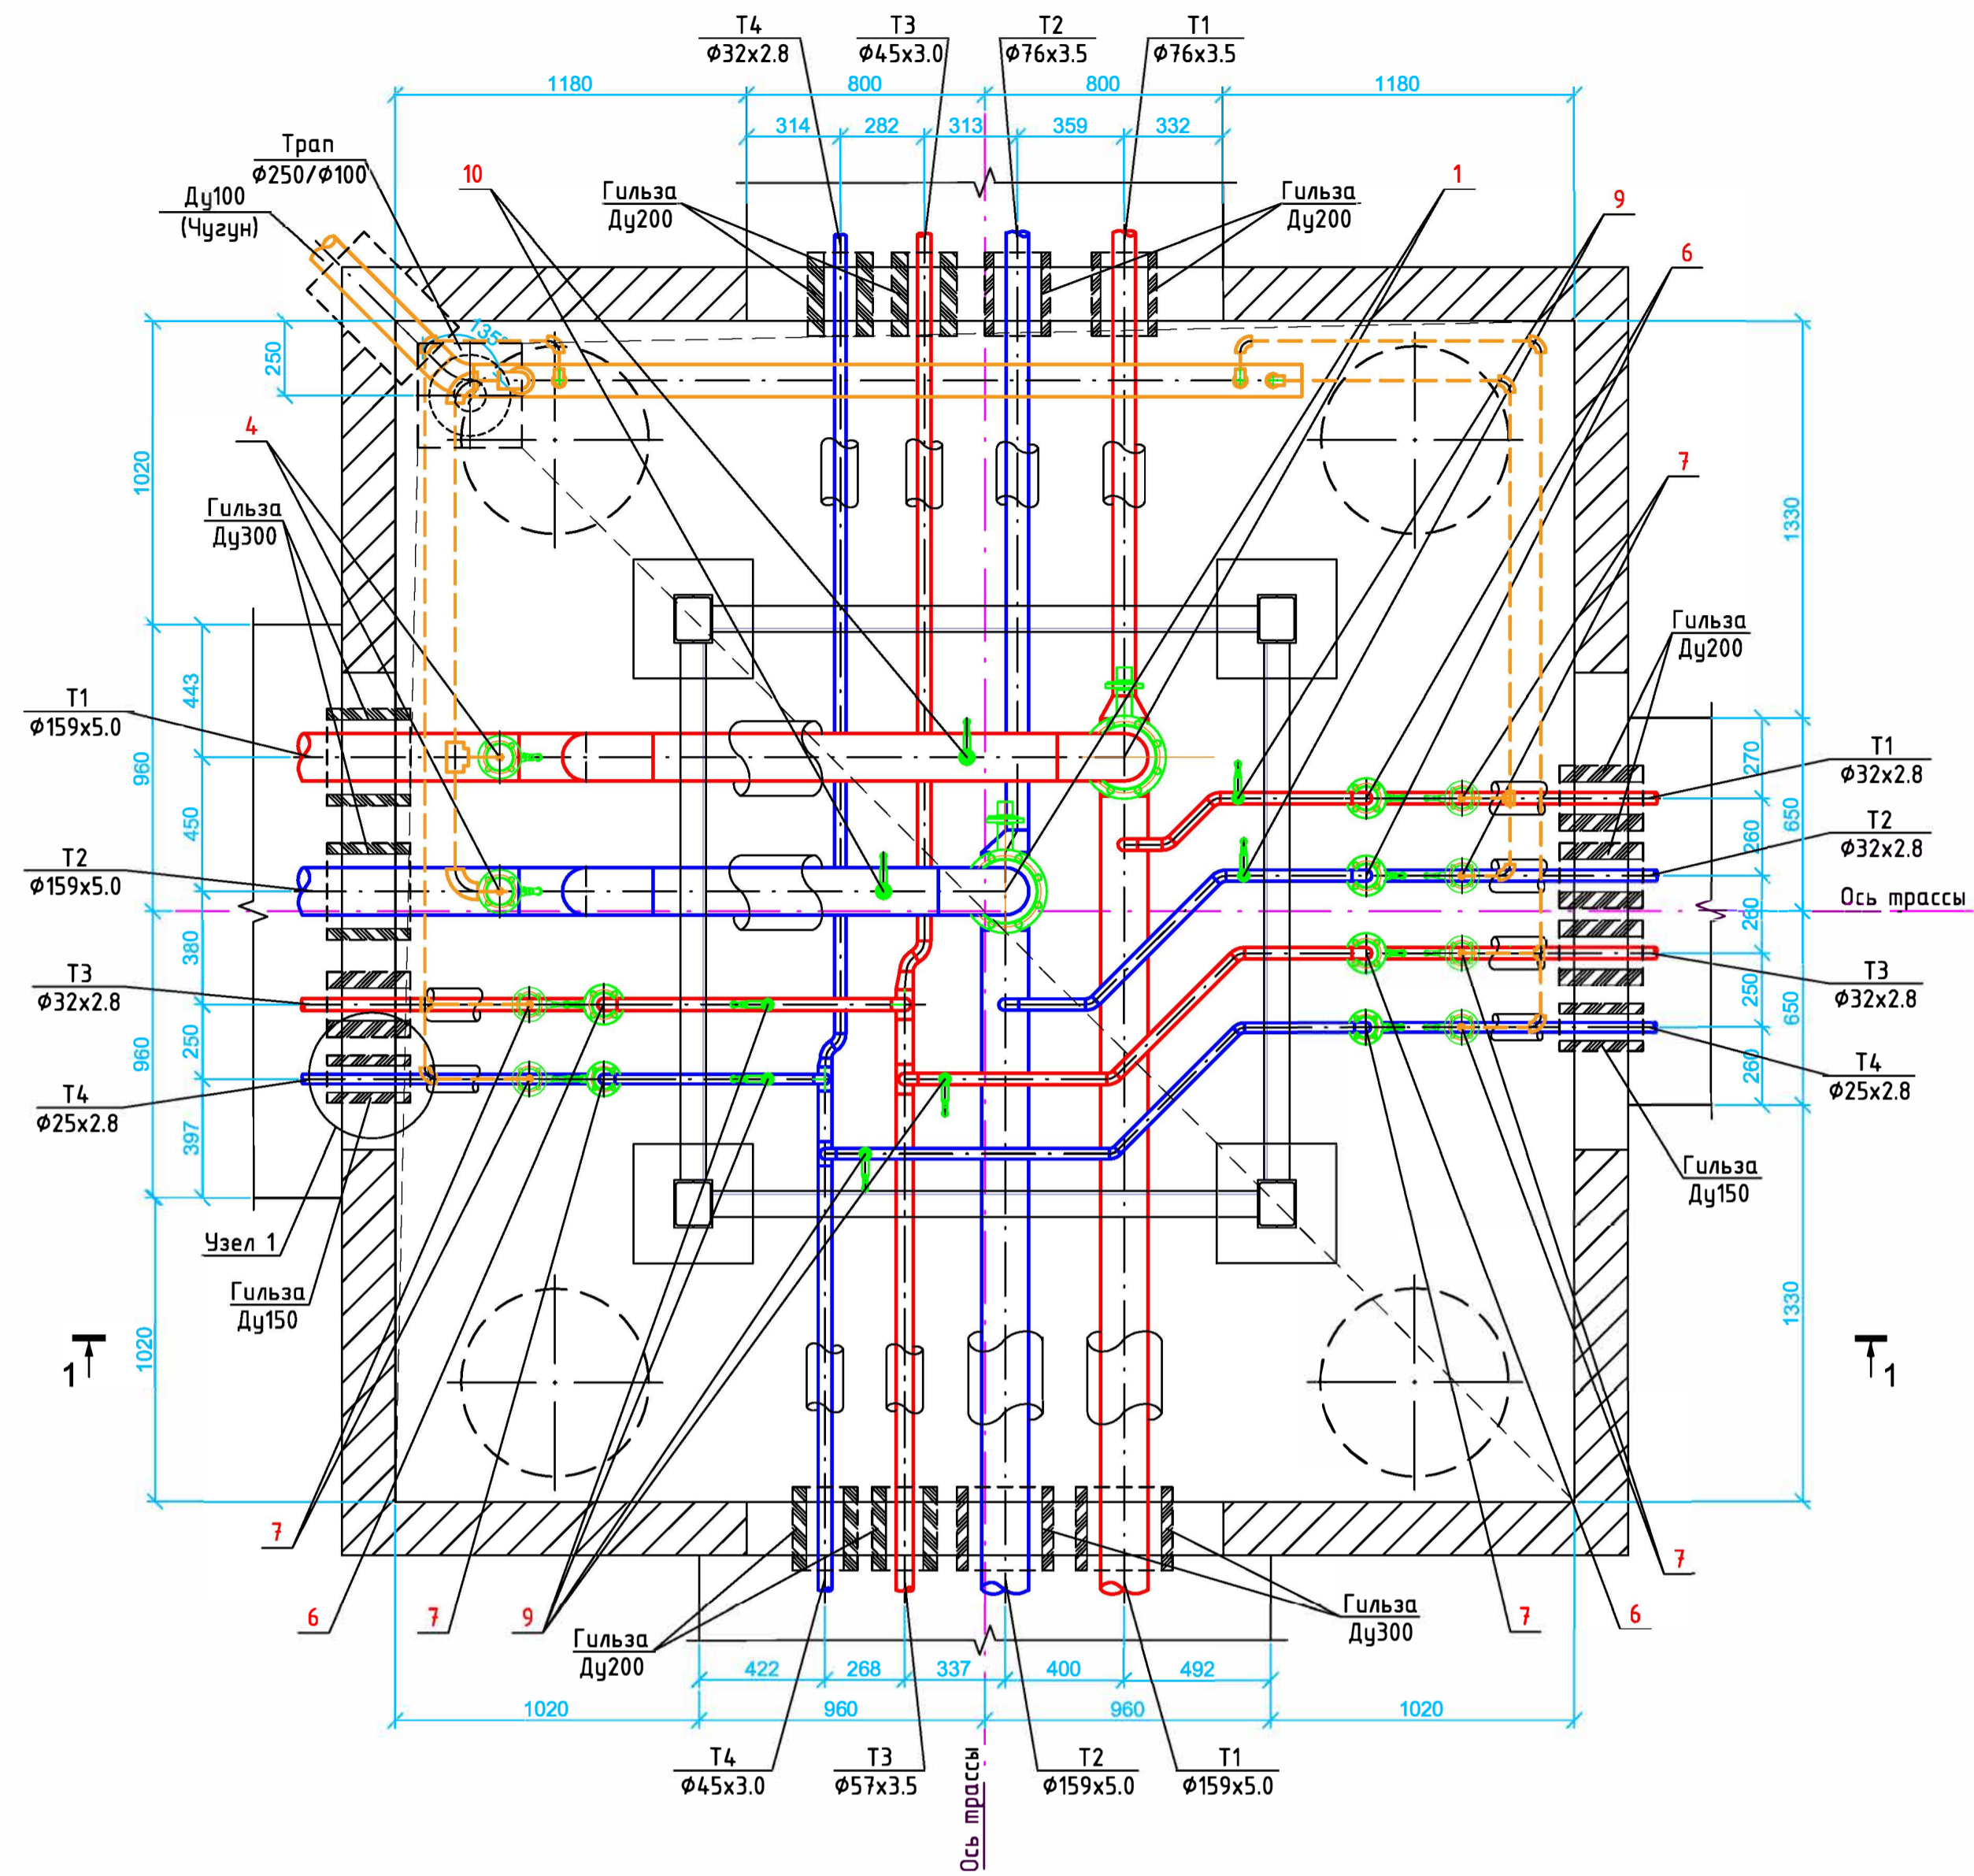 Т4
Ф32х2.8
Т3
Ф45х3.0
Т2
Ф76х3.5
Т1
Ф76х3.5
1180
800
800
1180
314
282
313
359
332
Трап
Ф250/Ф100
Ду100
(Чугун)
10
Гильза
Ду200
Гильза
Ду200
1
9
6
135°
250
1020
4
7
1330
Гильза
Ду300
Гильза
Ду200
443
960
Т1
Ф159х5.0
450
Т2
Ф159х5.0
380
Т3
Ф32х2.8
250
960
Т4
Ф25х2.8
397
270
650
Т1
Ф32х2.8
260
Т2
Ф32х2.8
Ось трассы
260
Т3
Ф32х2.8
250
650
Т4
Ф25х2.8
260
Гильза
Ду150
Узел 1
Гильза
Ду150
1330
1020
1
1
7
6
7
9
Гильза
Ду200
Гильза
Ду300
7
6
7
422
268
337
400
492
1020
960
960
1020
Т4
Ф45х3.0
Т3
Ф57х3.5
Ось трассы
Т2
Ф159х5.0
Т1
Ф159х5.0